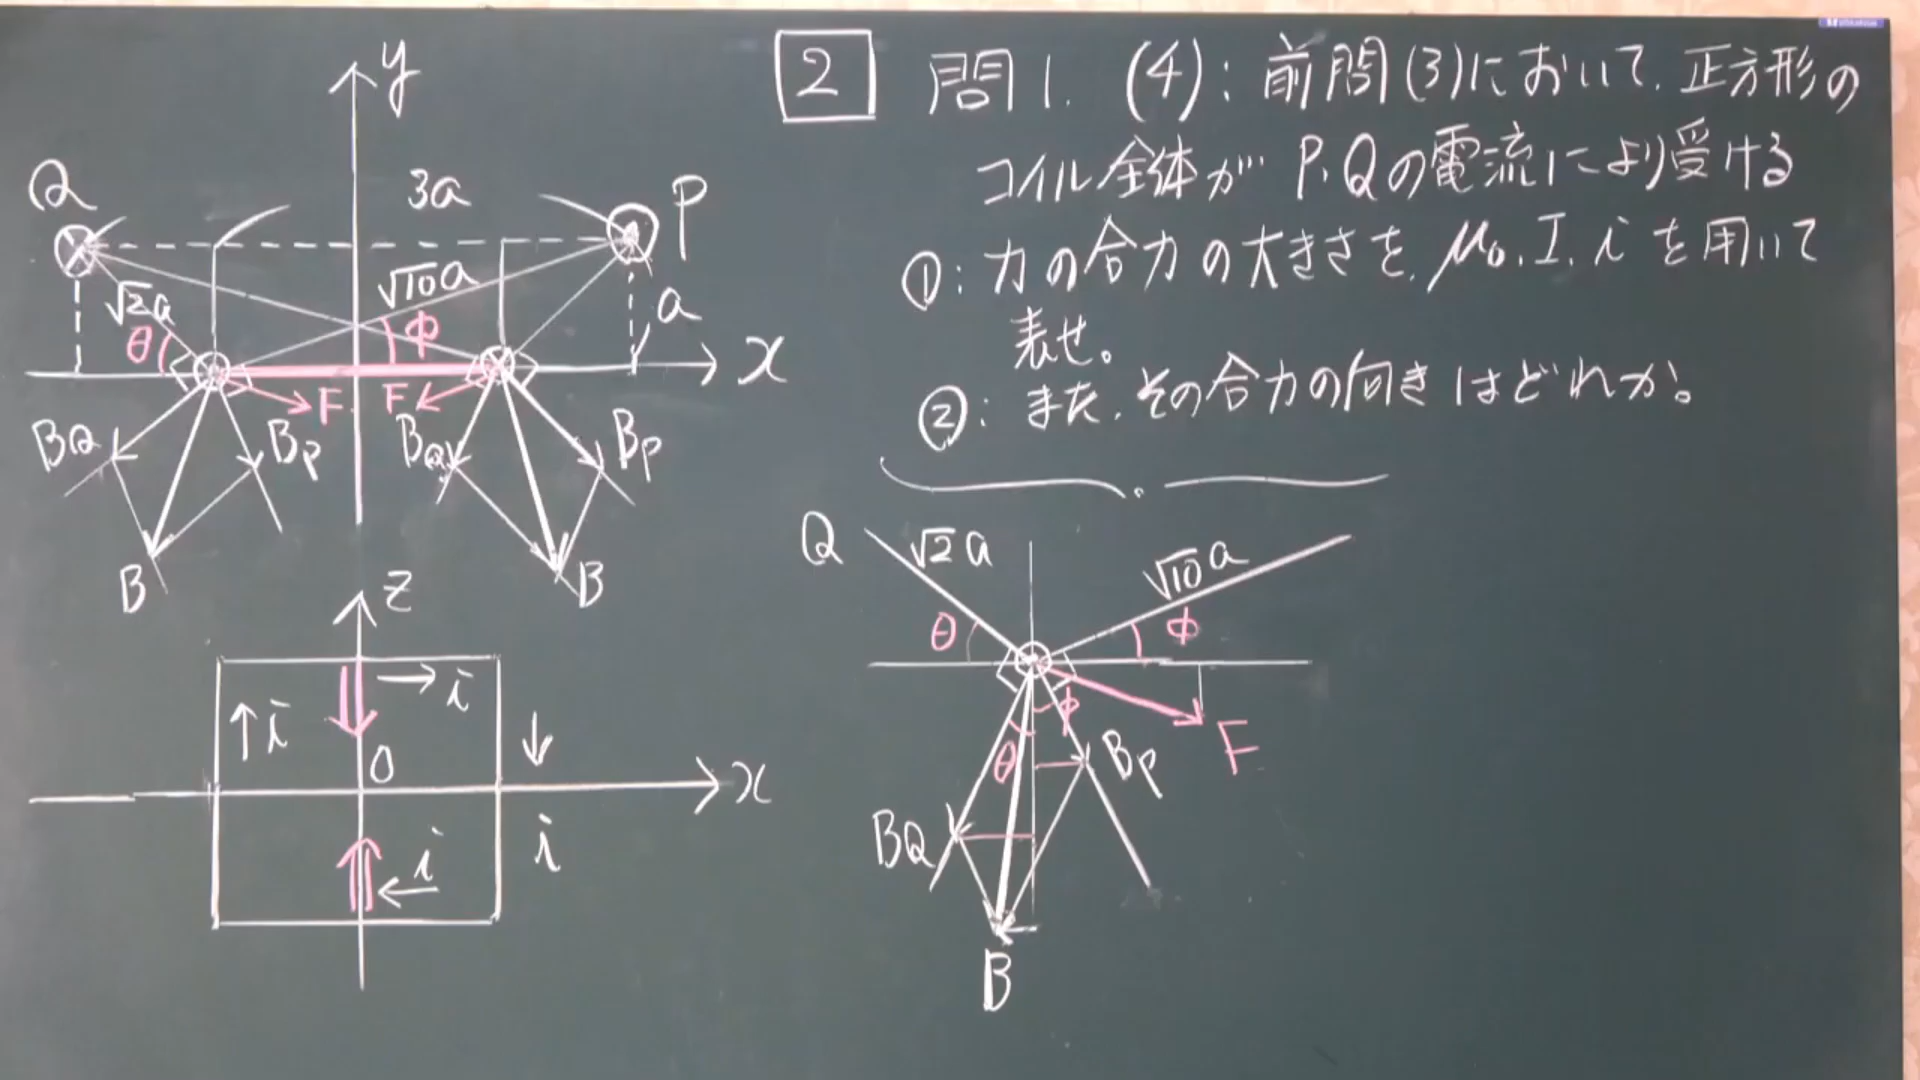 2 問1. (4): 前問(3)において、正方形の
コイル全体が P、Qの電流により受ける
①: 力の合力の大きさを、μ₀、I、i を用いて
表せ。
②: また、その合力の向きはどれか。
y
Q
3a
P
√2a
√10a
a
θ
φ
x
F
F
BQ
BP
BQ
BP
B
B
z
i
i
O
x
i
i
Q
√2a
√10a
θ
φ
φ
θ
F
BP
BQ
B